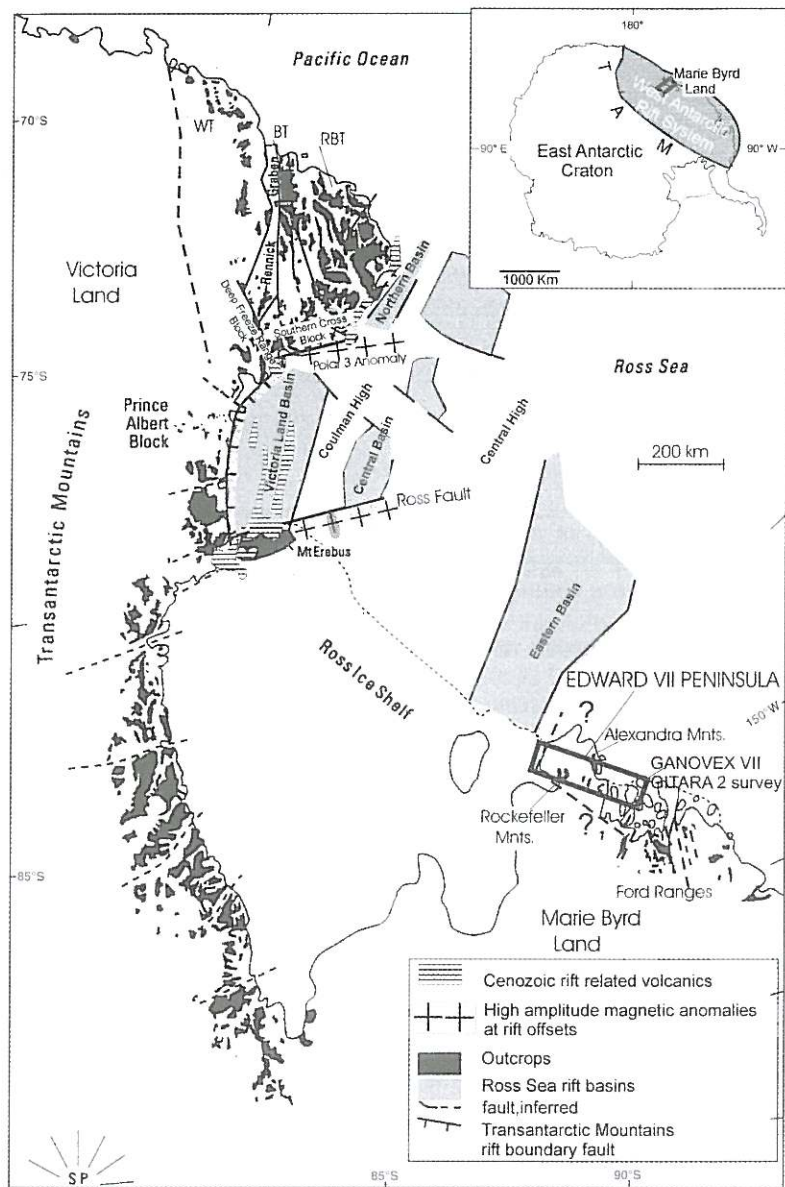 180°
Pacific Ocean
Marie Byrd
Land
West Antarctic
Rift System
T
A
M
90° E
90° W
East Antarctic
Craton
1000 Km
70°S
WT
BT
RBT
Graben
Rennick
Victoria
Land
Deep Freeze Range
Block
Southern Cross
Block
Northern Basin
Polar 3 Anomaly
75°S
Ross Sea
Prince
Albert
Block
Victoria Land Basin
Coulman High
Central Basin
Central High
200 km
Ross Fault
Mt Erebus
Transantarctic Mountains
Ross Ice Shelf
Eastern Basin
EDWARD VII PENINSULA
150°W
?
Alexandra Mnts.
GANOVEX VII
GITARA 2 survey
Rockefeller
Mnts.
?
Ford Ranges
85°S
Marie Byrd
Land
Cenozoic rift related volcanics
High amplitude magnetic anomalies
at rift offsets
Outcrops
Ross Sea rift basins
fault,inferred
Transantarctic Mountains
rift boundary fault
SP
85°S
90°S